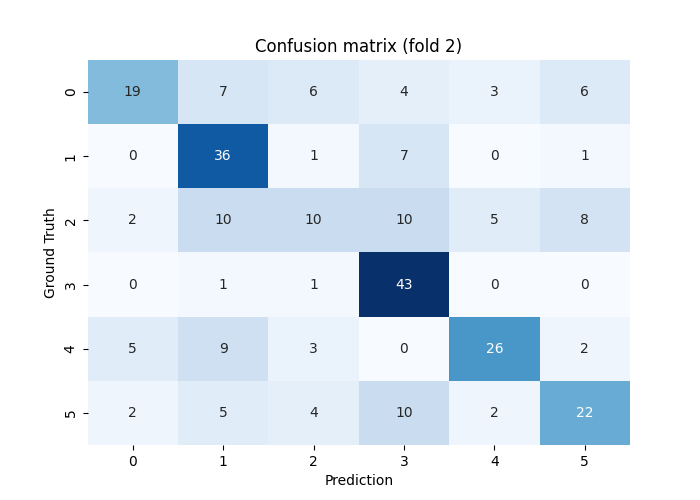 Confusion matrix (fold 2)
0 19 7 6 4 3 6
1 0 36 1 7 0 1
2 2 10 10 10 5 8
3 0 1 1 43 0 0
4 5 9 3 0 26 2
5 2 5 4 10 2 22
0 1 2 3 4 5
Prediction
Ground Truth